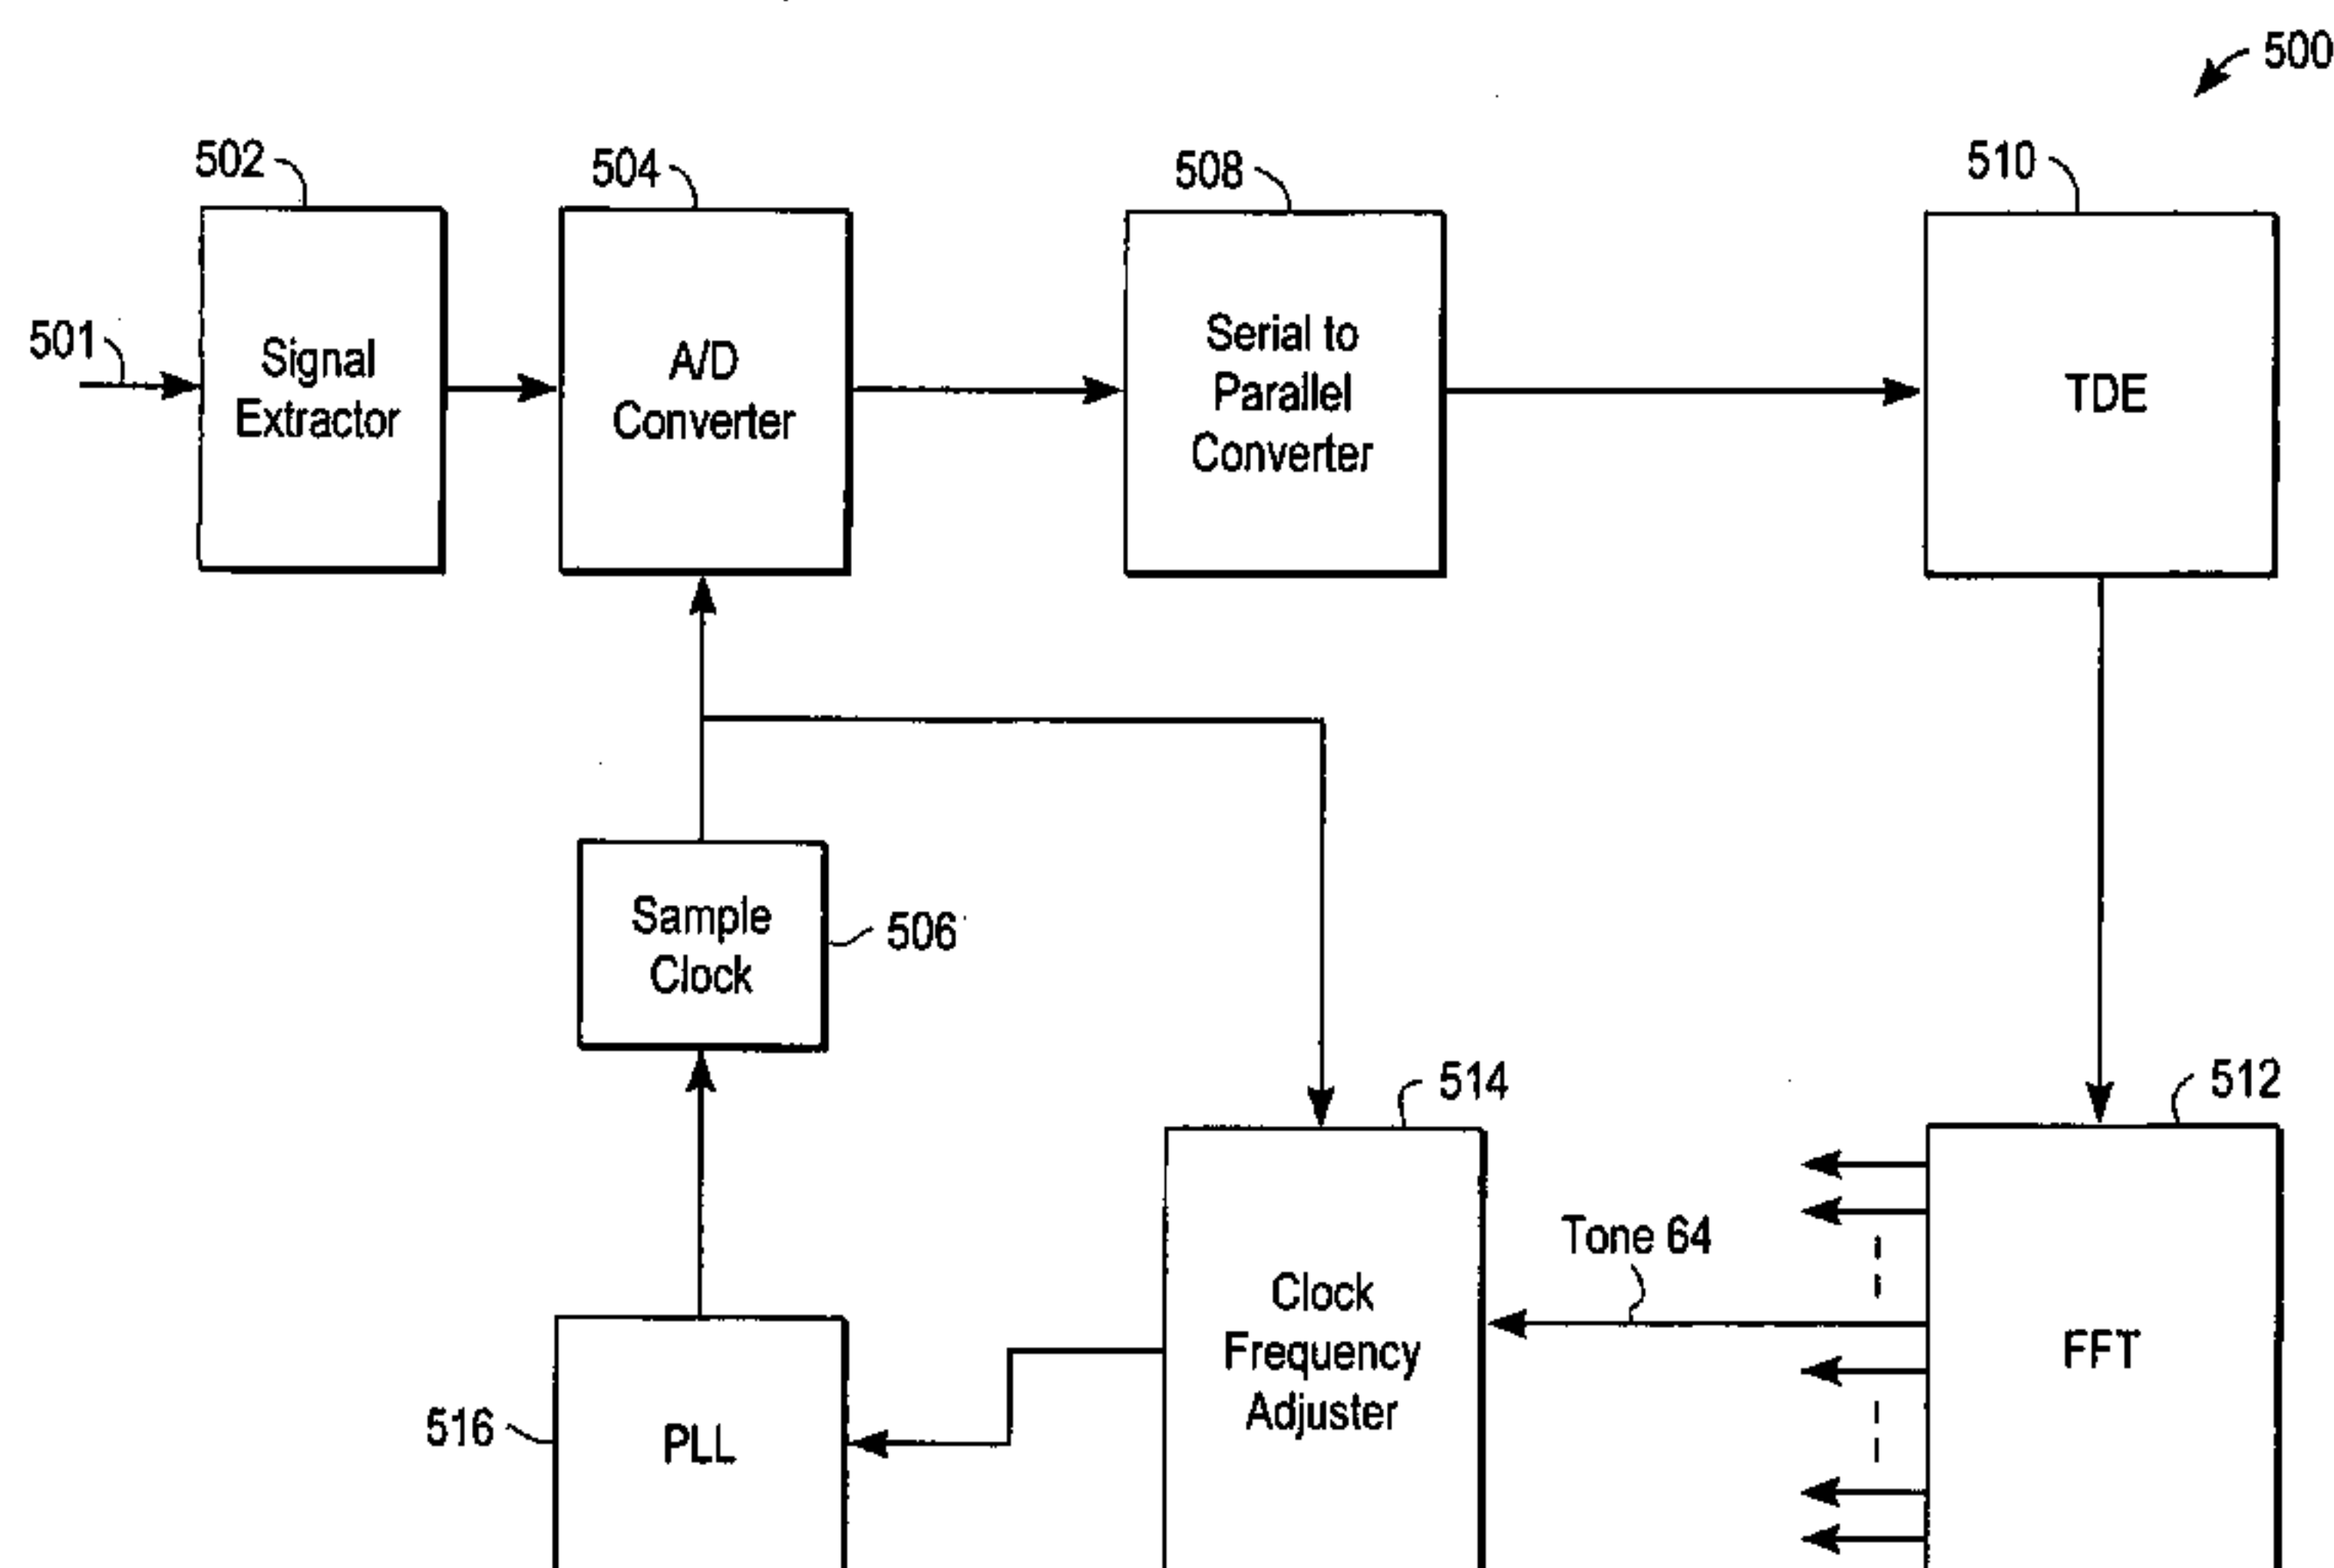 500
502
504
508
510
501
Signal
Extractor
A/D
Converter
Serial to
Parallel
Converter
TDE
Sample
Clock
506
514
512
Tone 64
Clock
Frequency
Adjuster
FFT
516
PLL